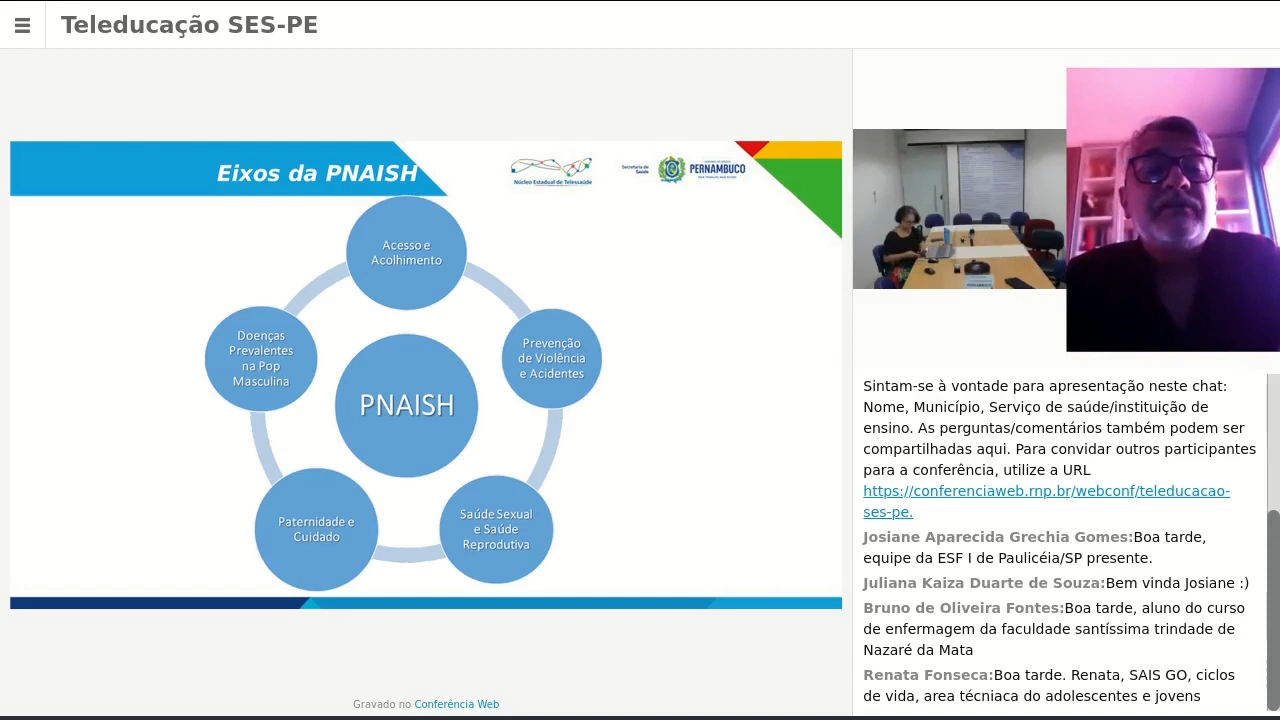 Teleducação SES-PE
Eixos da PNAISH
Núcleo Estadual de Telessaúde
Secretaria de
Saúde
PERNAMBUCO
Acesso e
Acolhimento
Prevenção
de Violência
e Acidentes
Saúde Sexual
e Saúde
Reprodutiva
Paternidade e
Cuidado
Doenças
Prevalentes
na Pop
Masculina
PNAISH
Gravado no Conferência Web
Sintam-se à vontade para apresentação neste chat:
Nome, Município, Serviço de saúde/instituição de
ensino. As perguntas/comentários também podem ser
compartilhadas aqui. Para convidar outros participantes
para a conferência, utilize a URL
https://conferenciaweb.rnp.br/webconf/teleducacao-
ses-pe.
Josiane Aparecida Grechia Gomes:Boa tarde,
equipe da ESF I de Paulicéia/SP presente.
Juliana Kaiza Duarte de Souza:Bem vinda Josiane :)
Bruno de Oliveira Fontes:Boa tarde, aluno do curso
de enfermagem da faculdade santíssima trindade de
Nazaré da Mata
Renata Fonseca:Boa tarde. Renata, SAIS GO, ciclos
de vida, area técniaca do adolescentes e jovens